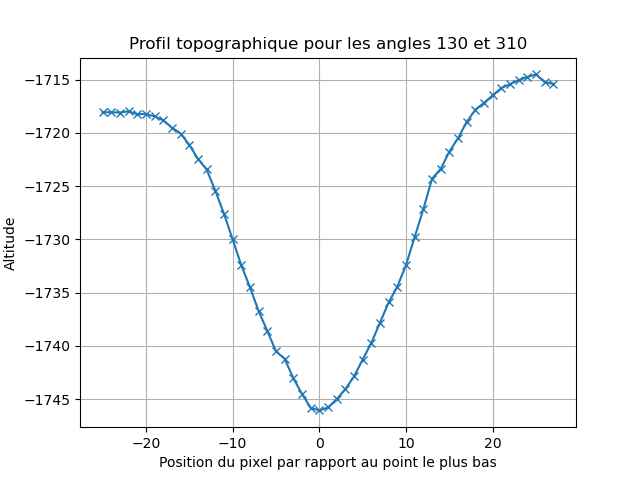 Profil topographique pour les angles 130 et 310
−1715
−1720
−1725
−1730
−1735
−1740
−1745
Altitude
−20 −10 0 10 20
Position du pixel par rapport au point le plus bas